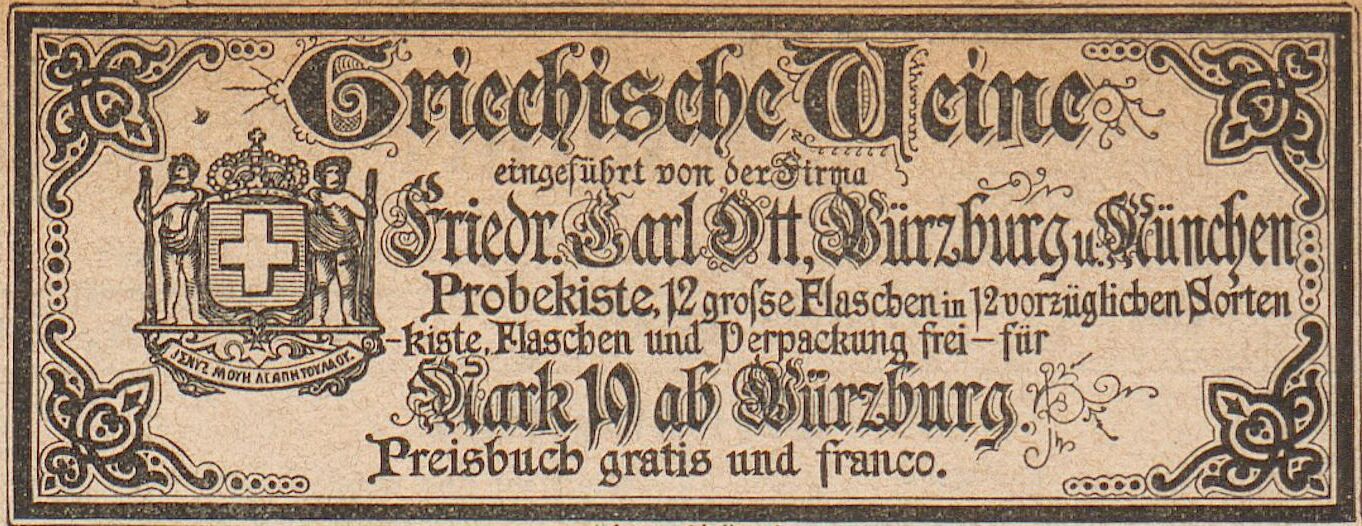 Griechische Weine
eingeführt von der Firma
Friedr. Carl Ott, Würzburg u. München
Probekiste, 12 grosse Flaschen in 12 vorzüglichen Sorten
-kiste, Flaschen und Verpackung frei - für
Mark 19 ab Würzburg.
Preisbuch gratis und franco.